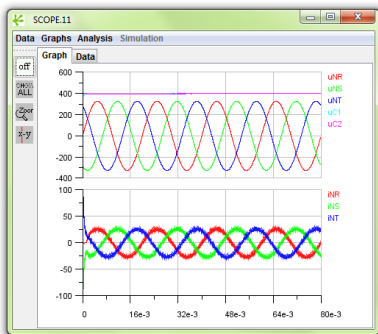 SCOPE.11
Data Graphs Analysis Simulation
Graph Data
off
SHOW
ALL
Zoom
x-y
600
400
200
0
-200
-400
uNR
uNS
uNT
uC1
uC2
100
50
0
-50
-100
iNR
iNS
iNT
0 16e-3 32e-3 48e-3 64e-3 80e-3